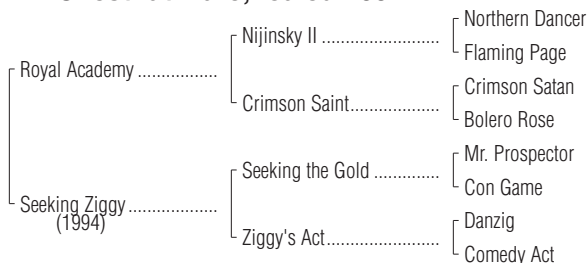 Northern Dancer
Nijinsky II
Flaming Page
Royal Academy
Crimson Satan
Crimson Saint
Bolero Rose
Mr. Prospector
Seeking the Gold
Con Game
Seeking Ziggy
(1994)
Danzig
Ziggy's Act
Comedy Act